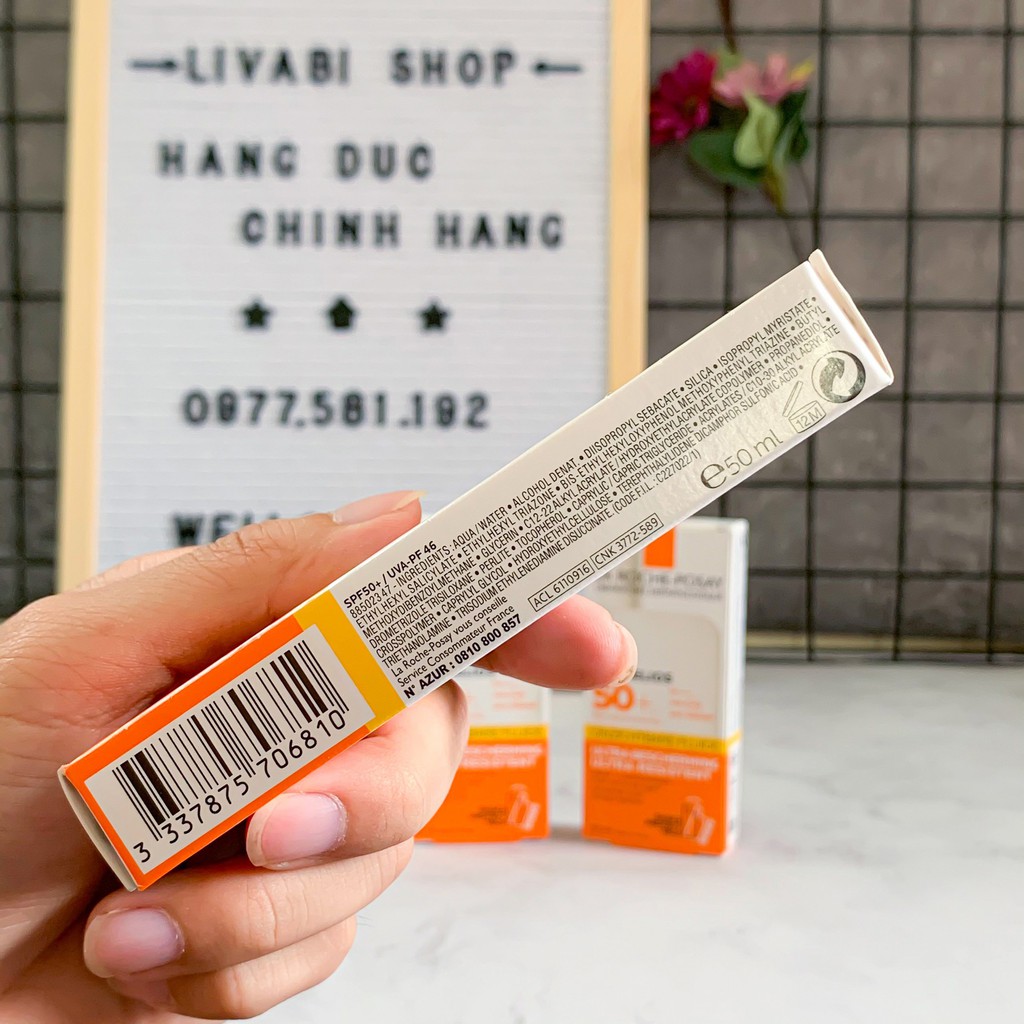 LIVABI SHOP
HANG DUC
CHINH HANG
0977.581.192
SPF50+ / UVA-PF 46
885023 47 - INGREDIENTS : AQUA / WATER • ALCOHOL DENAT • DIISOPROPYL SEBACATE • SILICA • ISOPROPYL MYRISTATE •
ETHYLHEXYL SALICYLATE • ETHYLHEXYL TRIAZONE • BIS-ETHYLHEXYLOXYPHENOL METHOXYPHENYL TRIAZINE • BUTYL
METHOXYDIBENZOYLMETHANE • GLYCERIN • C12-22 ALKYL ACRYLATE / HYDROXYETHYLACRYLATE COPOLYMER • PROPANEDIOL •
DROMETRIZOLE TRISILOXANE • PERLITE • TOCOPHEROL • CAPRYLIC / CAPRIC TRIGLYCERIDE • ACRYLATES / C10-30 ALKYL ACRYLATE
CROSSPOLYMER • CAPRYLYL GLYCOL • HYDROXYETHYLCELLULOSE • TEREPHTHALYLIDENE DICAMPHOR SULFONIC ACID •
TRIETHANOLAMINE • TRISODIUM ETHYLENEDIAMINE DISUCCINATE (CODE F.I.L. : C227022/1)
La Roche-Posay vous conseille
Service Consommateur France
N° AZUR : 0810 800 857
ACL 6110916
CNK 3772-589
e50 ml
12M
3 337875 706810
ROCHE-POSAY
50
ULTRA RESISTANT